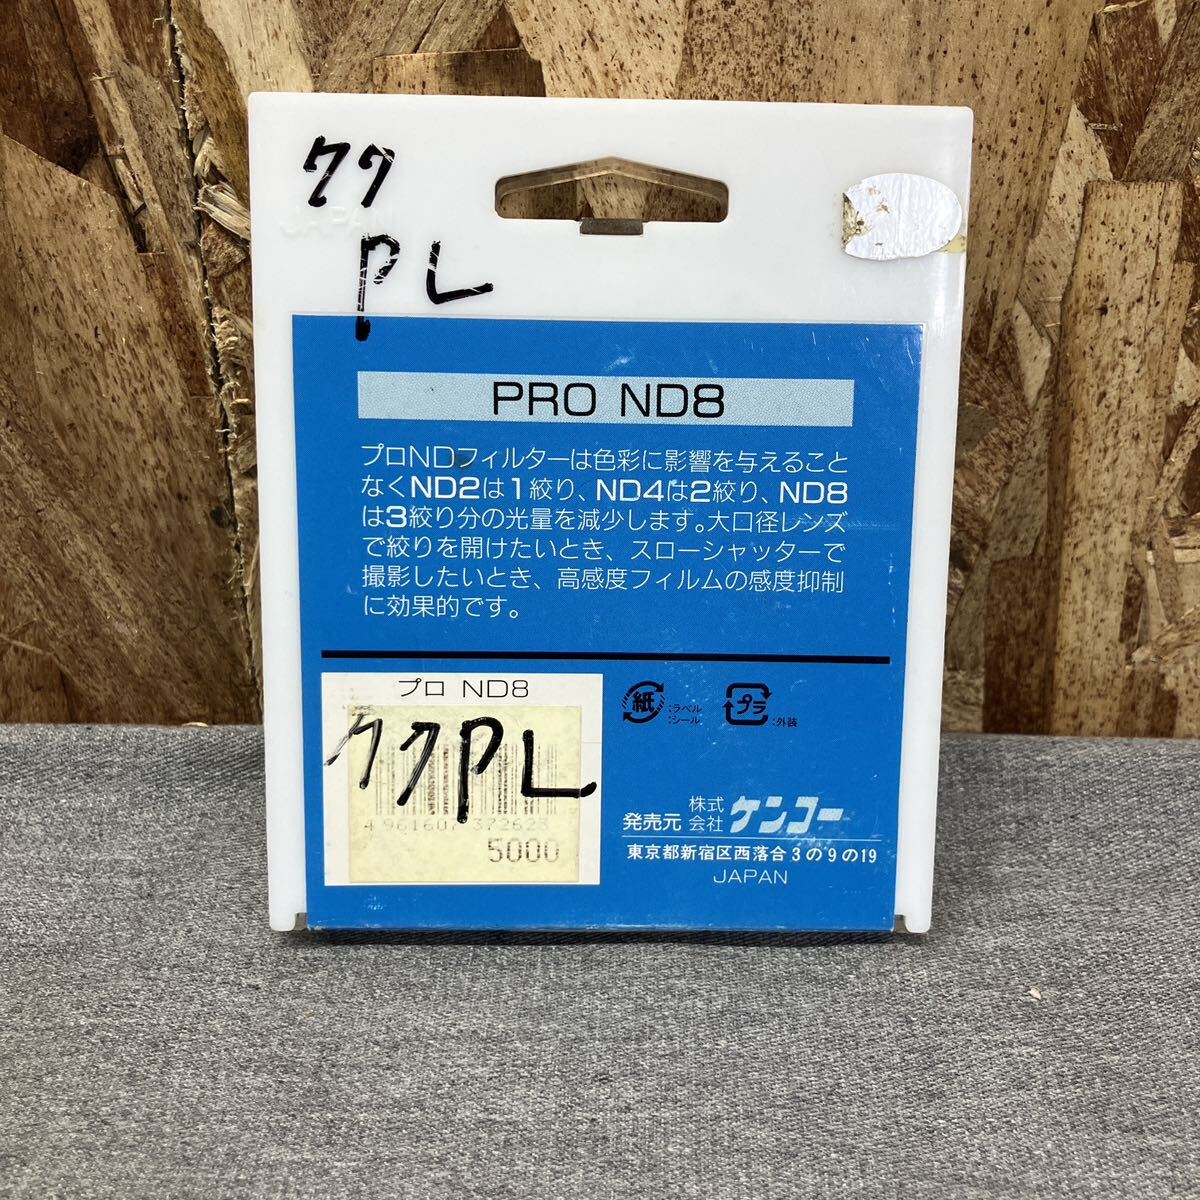 77
JAPAN
PL
PRO ND8
プロNDフィルターは色彩に影響を与えること
なくND2は1絞り、ND4は2絞り、ND8
は3絞り分の光量を減少します。大口径レンズ
で絞りを開けたいとき、スローシャッターで
撮影したいとき、高感度フィルムの感度抑制
に効果的です。
プロ ND8
77PL
4 961607 372623
5000
紙 :ラベル
:シール
プラ :外装
発売元 株式会社 ケンコー
東京都新宿区西落合3の9の19
JAPAN